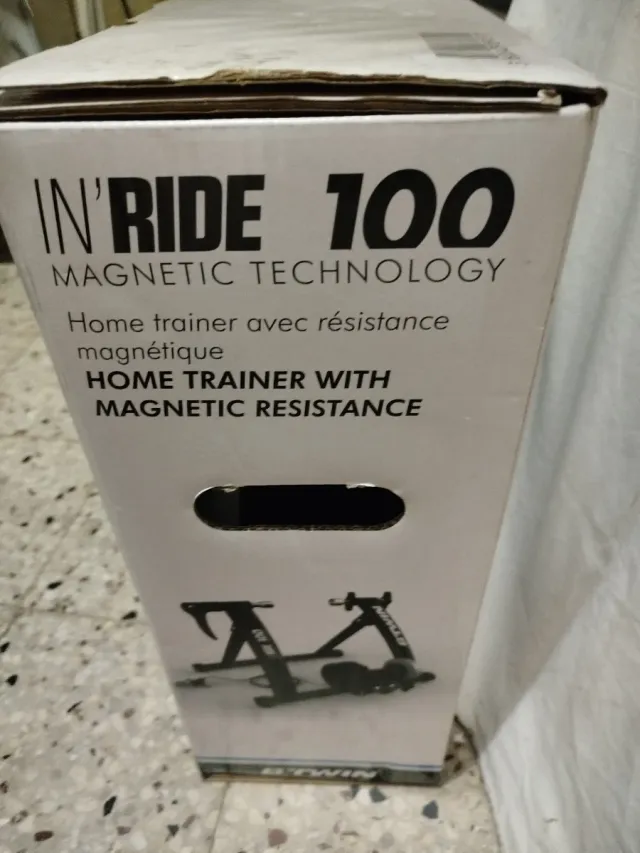 IN'RIDE 100
MAGNETIC TECHNOLOGY
Home trainer avec résistance
magnétique
HOME TRAINER WITH
MAGNETIC RESISTANCE
B'TWIN